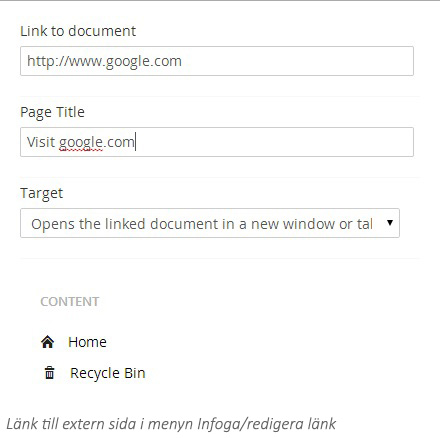 Link to document
http://www.google.com
Page Title
Visit google.com
Target
Opens the linked document in a new window or tal
CONTENT
Home
Recycle Bin
Länk till extern sida i menyn Infoga/redigera länk